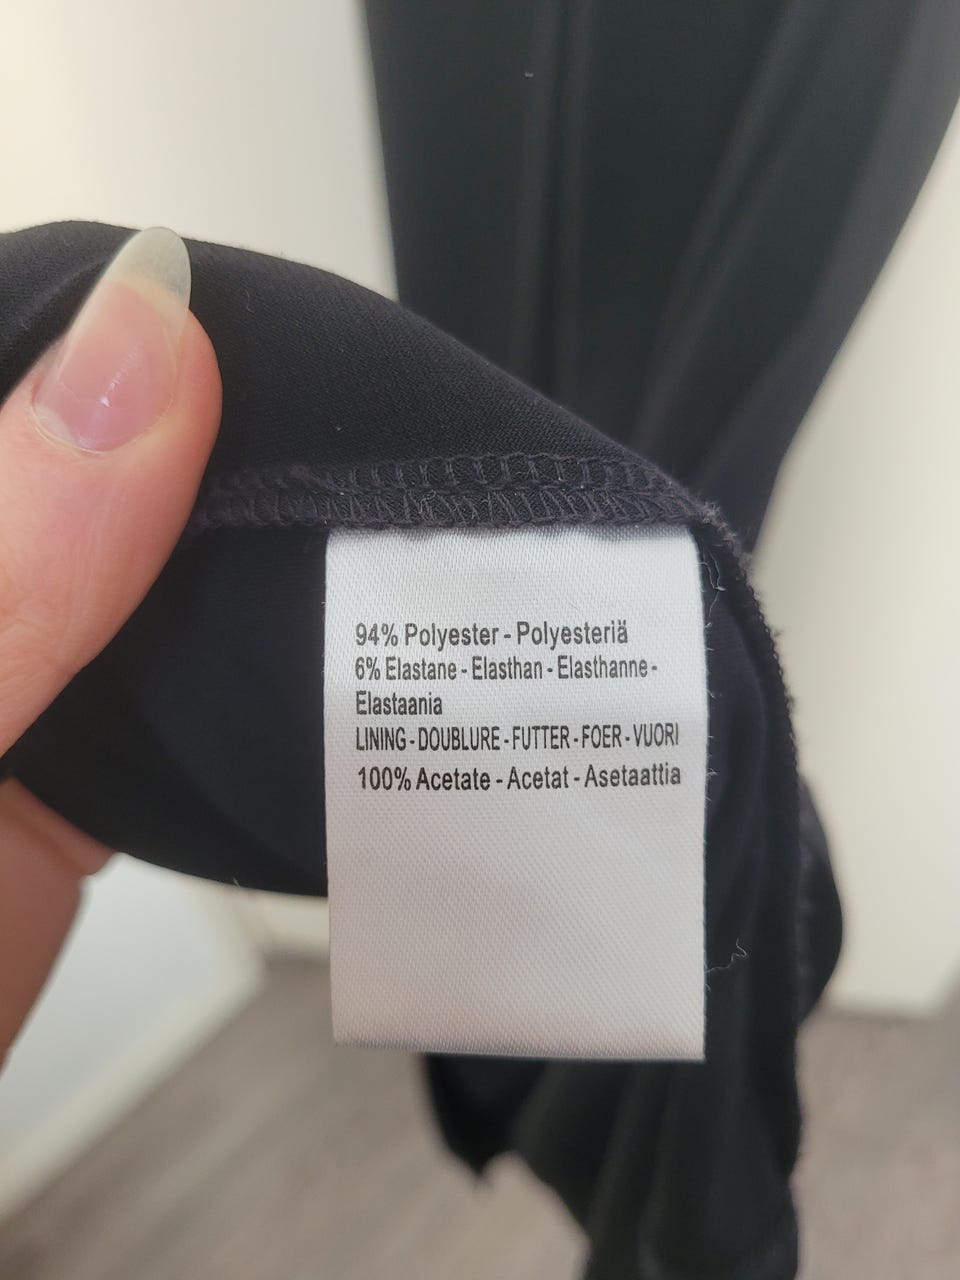 94% Polyester - Polyesteriä
6% Elastane - Elasthan - Elasthanne -
Elastaania
LINING - DOUBLURE - FUTTER - FOER - VUORI
100% Acetate - Acetat - Asetaattia